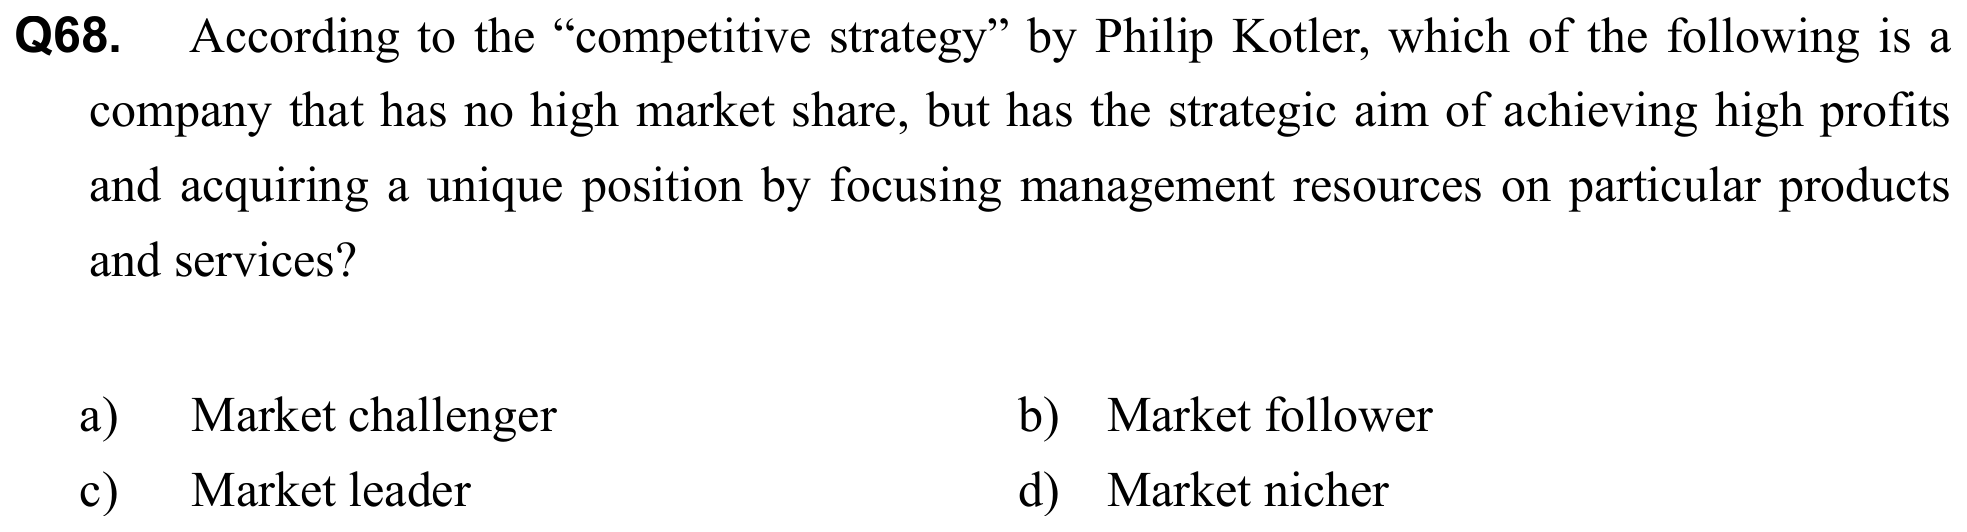 Q68. According to the “competitive strategy” by Philip Kotler, which of the following is a
company that has no high market share, but has the strategic aim of achieving high profits
and acquiring a unique position by focusing management resources on particular products
and services?
a) Market challenger b) Market follower
c) Market leader d) Market nicher